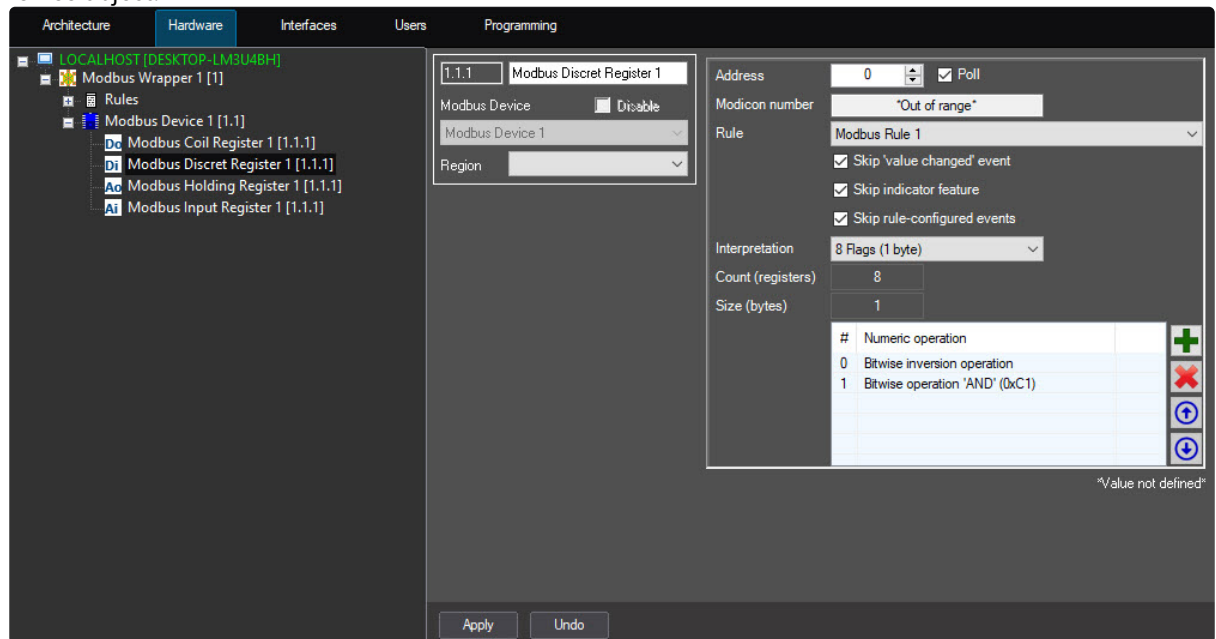 Architecture Hardware Interfaces Users Programming
LOCALHOST [DESKTOP-LM3U4BH]
Modbus Wrapper 1 [1]
Rules
Modbus Device 1 [1.1]
Do Modbus Coil Register 1 [1.1.1]
Di Modbus Discret Register 1 [1.1.1]
Ao Modbus Holding Register 1 [1.1.1]
Ai Modbus Input Register 1 [1.1.1]
1.1.1 Modbus Discret Register 1
Modbus Device Disable
Modbus Device 1
Region
Address 0 Poll
Modicon number *Out of range*
Rule Modbus Rule 1
Skip 'value changed' event
Skip indicator feature
Skip rule-configured events
Interpretation 8 Flags (1 byte)
Count (registers) 8
Size (bytes) 1
# Numeric operation
0 Bitwise inversion operation
1 Bitwise operation 'AND' (0xC1)
*Value not defined*
Apply Undo